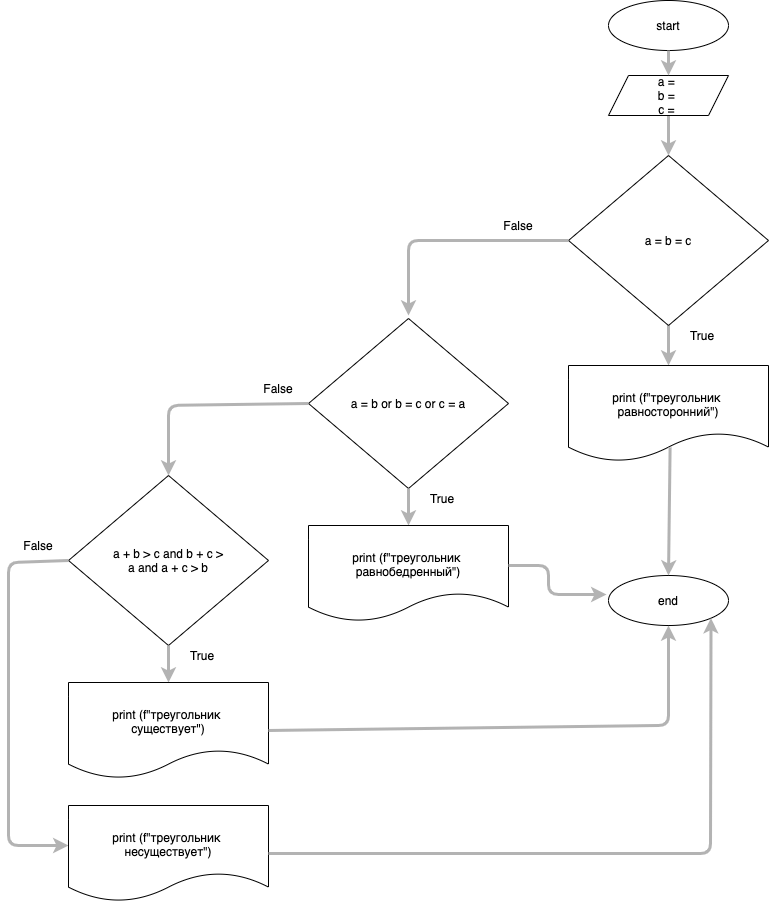 start
a =
b =
c =
False
a = b = c
True
False
a = b or b = c or c = a
print (f"треугольник
равносторонний")
True
False
a + b > c and b + c >
a and a + c > b
print (f"треугольник
равнобедренный")
end
True
print (f"треугольник
существует")
print (f"треугольник
несуществует")